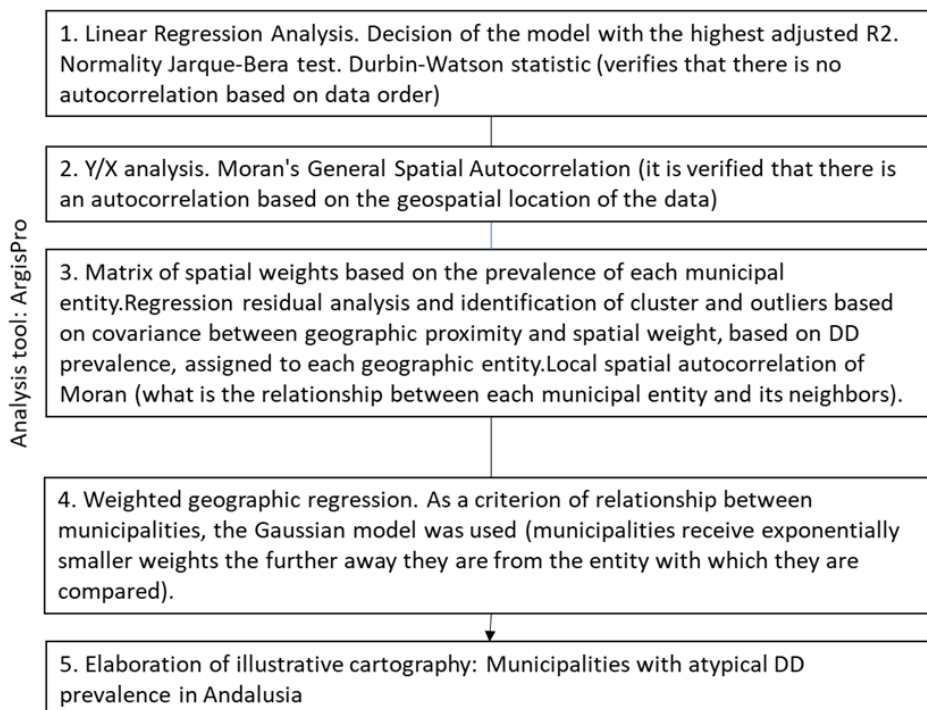 1. Linear Regression Analysis. Decision of the model with the highest adjusted R2.
Normality Jarque-Bera test. Durbin-Watson statistic (verifies that there is no
autocorrelation based on data order)
2. Y/X analysis. Moran's General Spatial Autocorrelation (it is verified that there is
an autocorrelation based on the geospatial location of the data)
Analysis tool: ArgisPro
3. Matrix of spatial weights based on the prevalence of each municipal
entity.Regression residual analysis and identification of cluster and outliers based
on covariance between geographic proximity and spatial weight, based on DD
prevalence, assigned to each geographic entity.Local spatial autocorrelation of
Moran (what is the relationship between each municipal entity and its neighbors).
4. Weighted geographic regression. As a criterion of relationship between
municipalities, the Gaussian model was used (municipalities receive exponentially
smaller weights the further away they are from the entity with which they are
compared).
5. Elaboration of illustrative cartography: Municipalities with atypical DD
prevalence in Andalusia